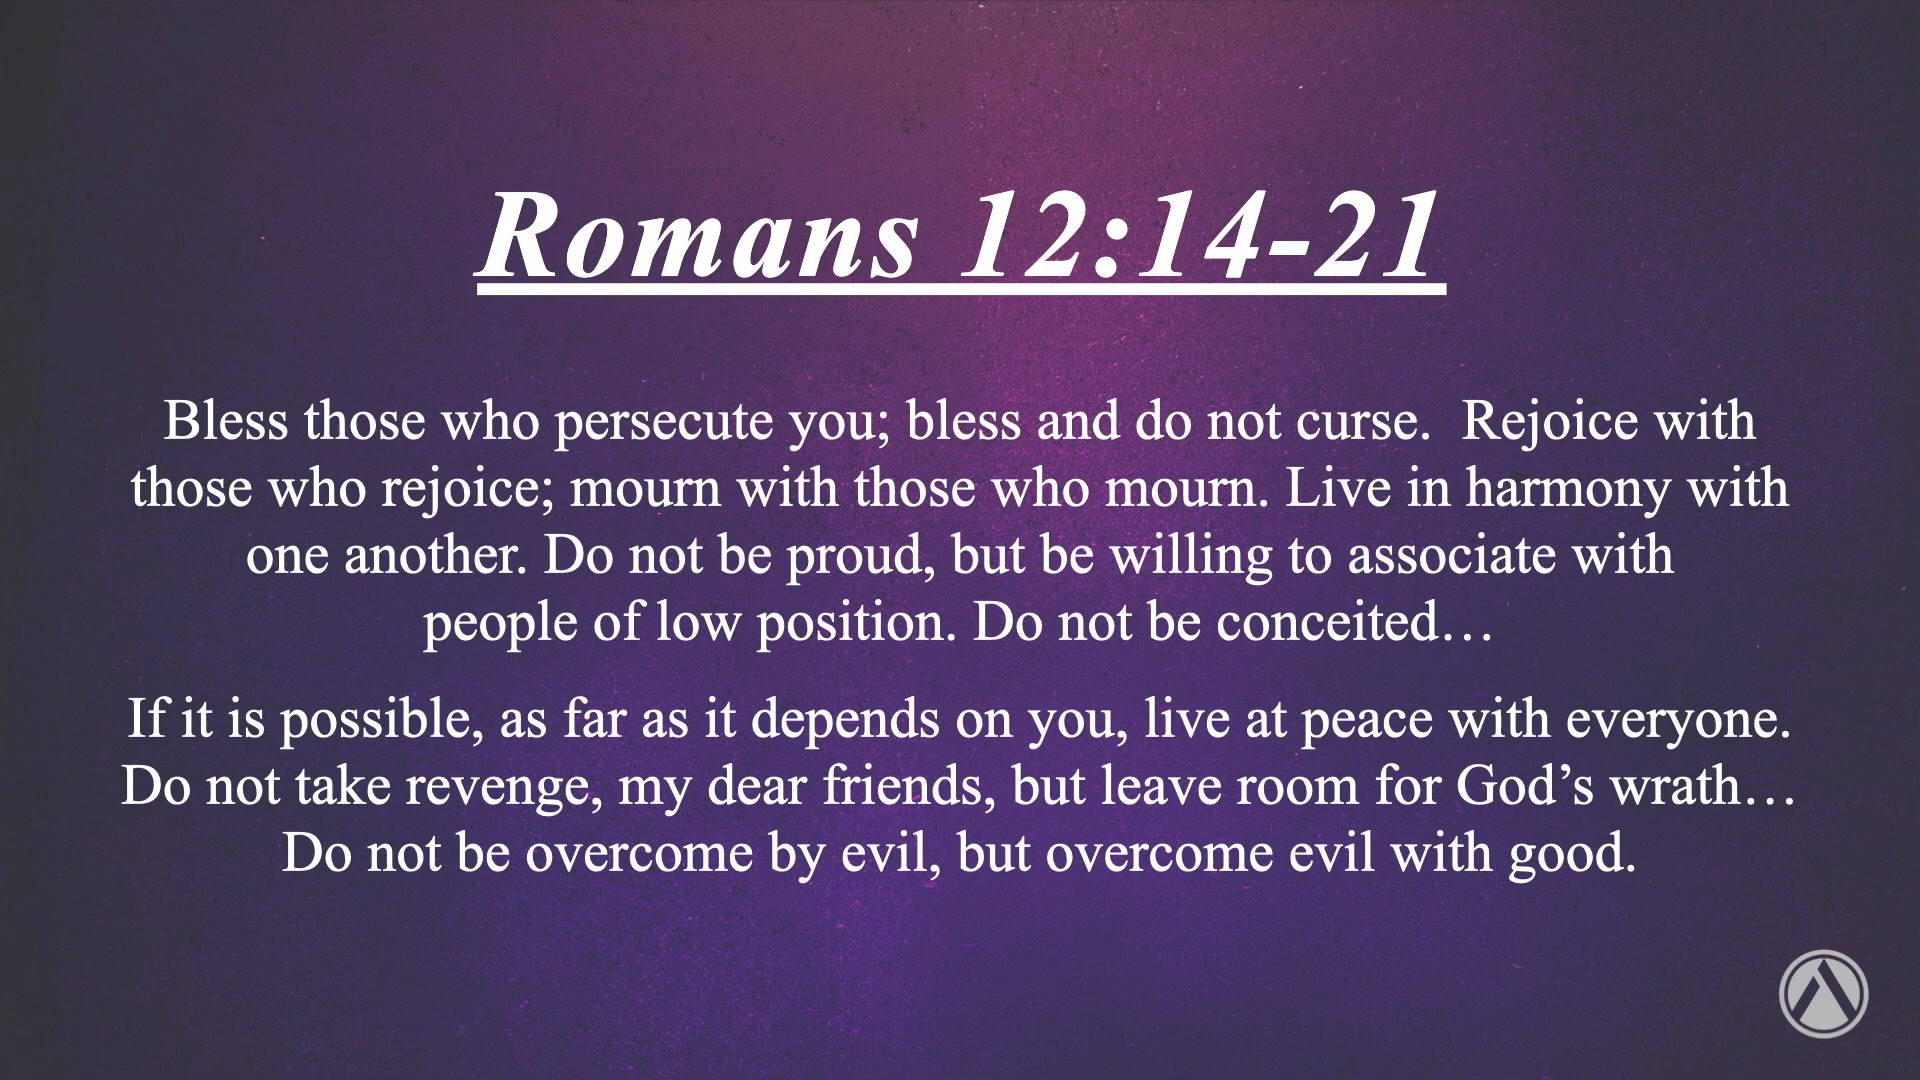 Romans 12:14-21
Bless those who persecute you; bless and do not curse.  Rejoice with
those who rejoice; mourn with those who mourn. Live in harmony with
one another. Do not be proud, but be willing to associate with
people of low position. Do not be conceited…
If it is possible, as far as it depends on you, live at peace with everyone.
Do not take revenge, my dear friends, but leave room for God’s wrath…
Do not be overcome by evil, but overcome evil with good.